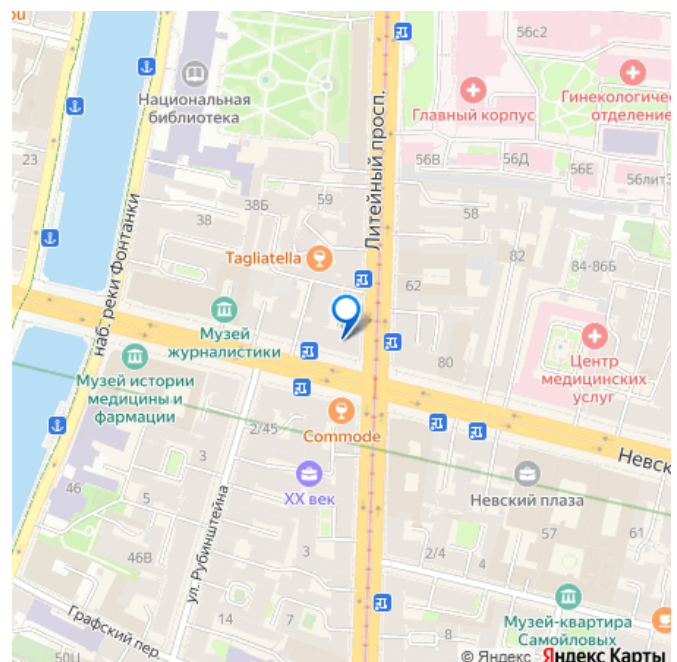 56с2
Национальная
библиотека
Главный корпус
Гинекологичес
отделение
23
56В
56Д
56Е
56лит
59
38Б
38
58
Литейный просп.
82
Tagliatella
84-86Б
62
наб. реки Фонтанки
Музей
журналистики
Центр
медицинских
услуг
80
Музей истории
медицины и
фармации
Commode
2/45
Невск
3
ХХ век
Невский плаза
46
5
ул. Рубинштейна
57
61
3
2/4
4
46В
Графский пер.
14
7
Музей-квартира
Самойловых
50Ц
© Яндекс Яндекс Карты